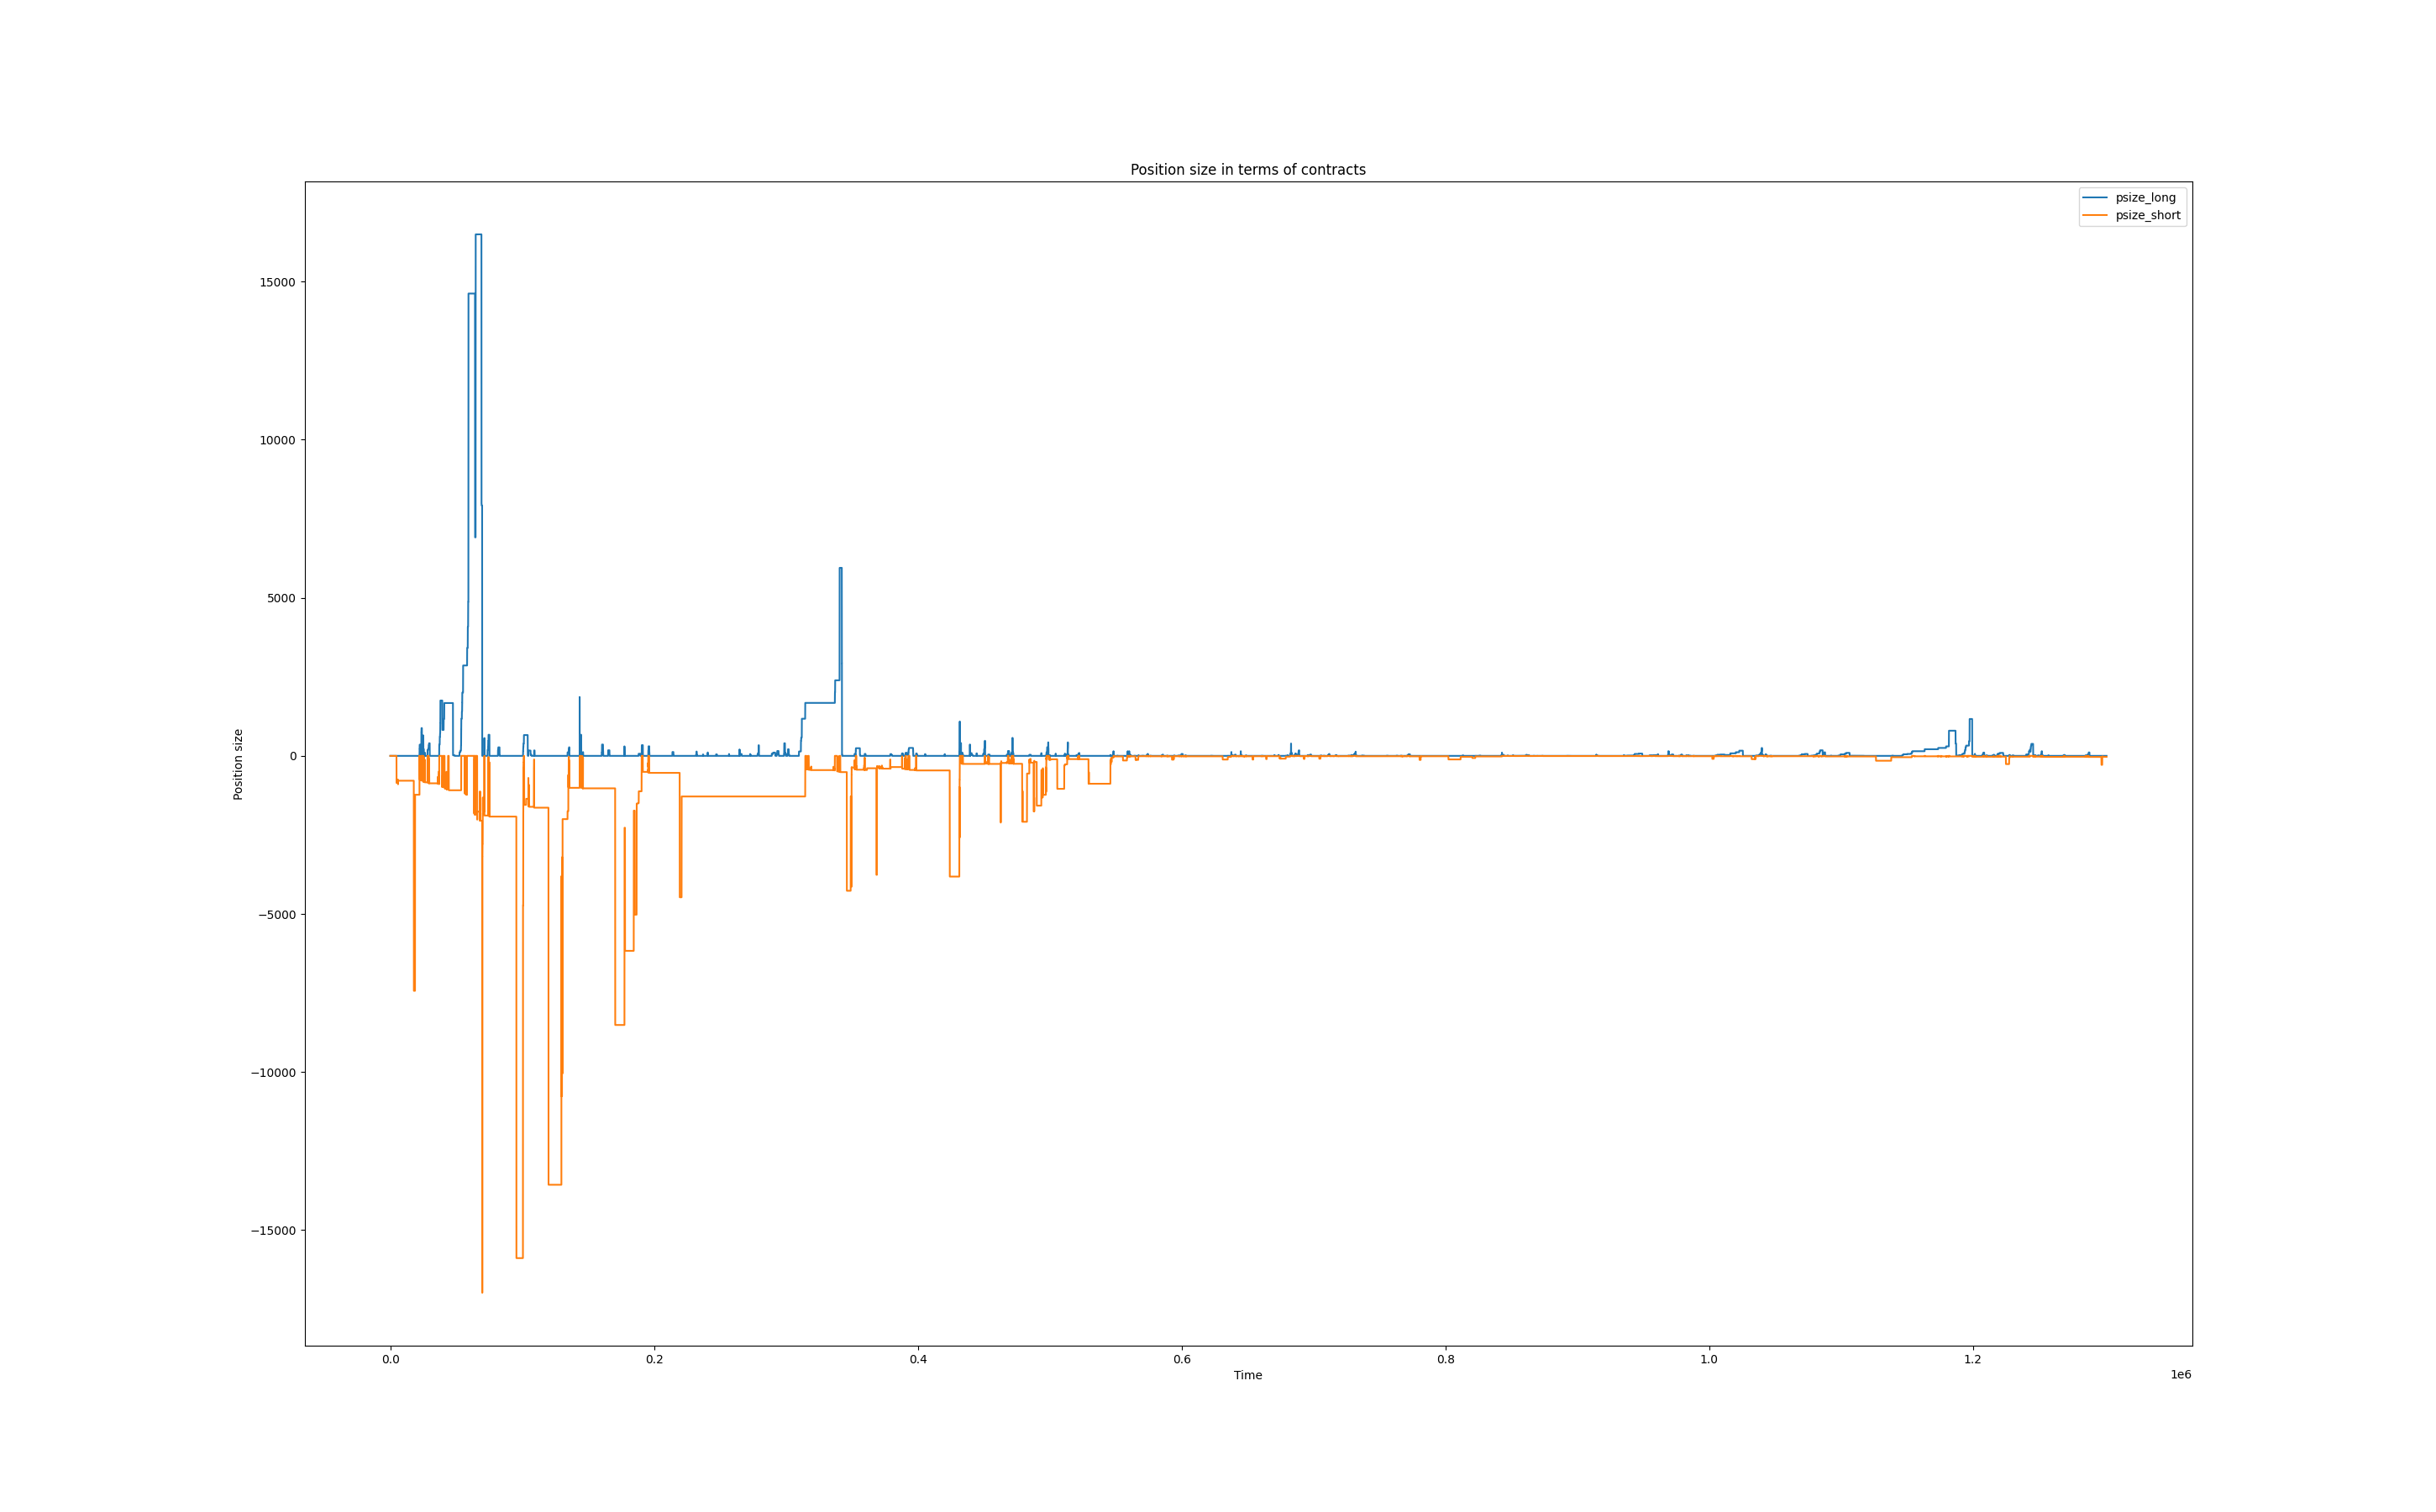 Position size in terms of contracts
psize_long
psize_short
15000
10000
5000
0
−5000
−10000
−15000
Position size
0.0
0.2
0.4
0.6
0.8
1.0
1.2
1e6
Time